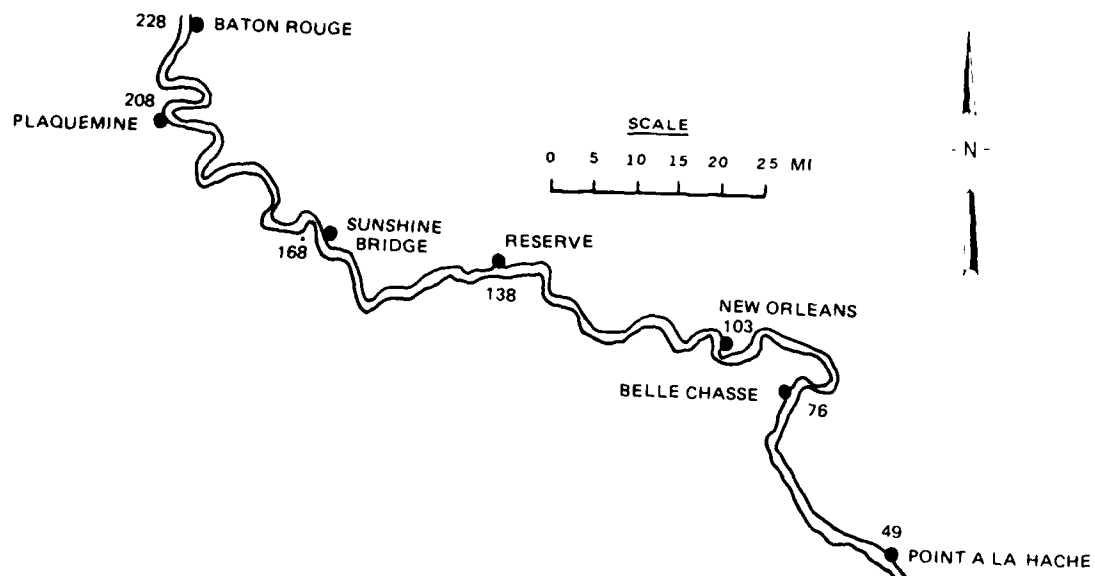 228
BATON ROUGE
208
PLAQUEMINE
SCALE
0 5 10 15 20 25 MI
- N -
SUNSHINE
BRIDGE
168
RESERVE
138
NEW ORLEANS
103
BELLE CHASSE
76
49
POINT A LA HACHE